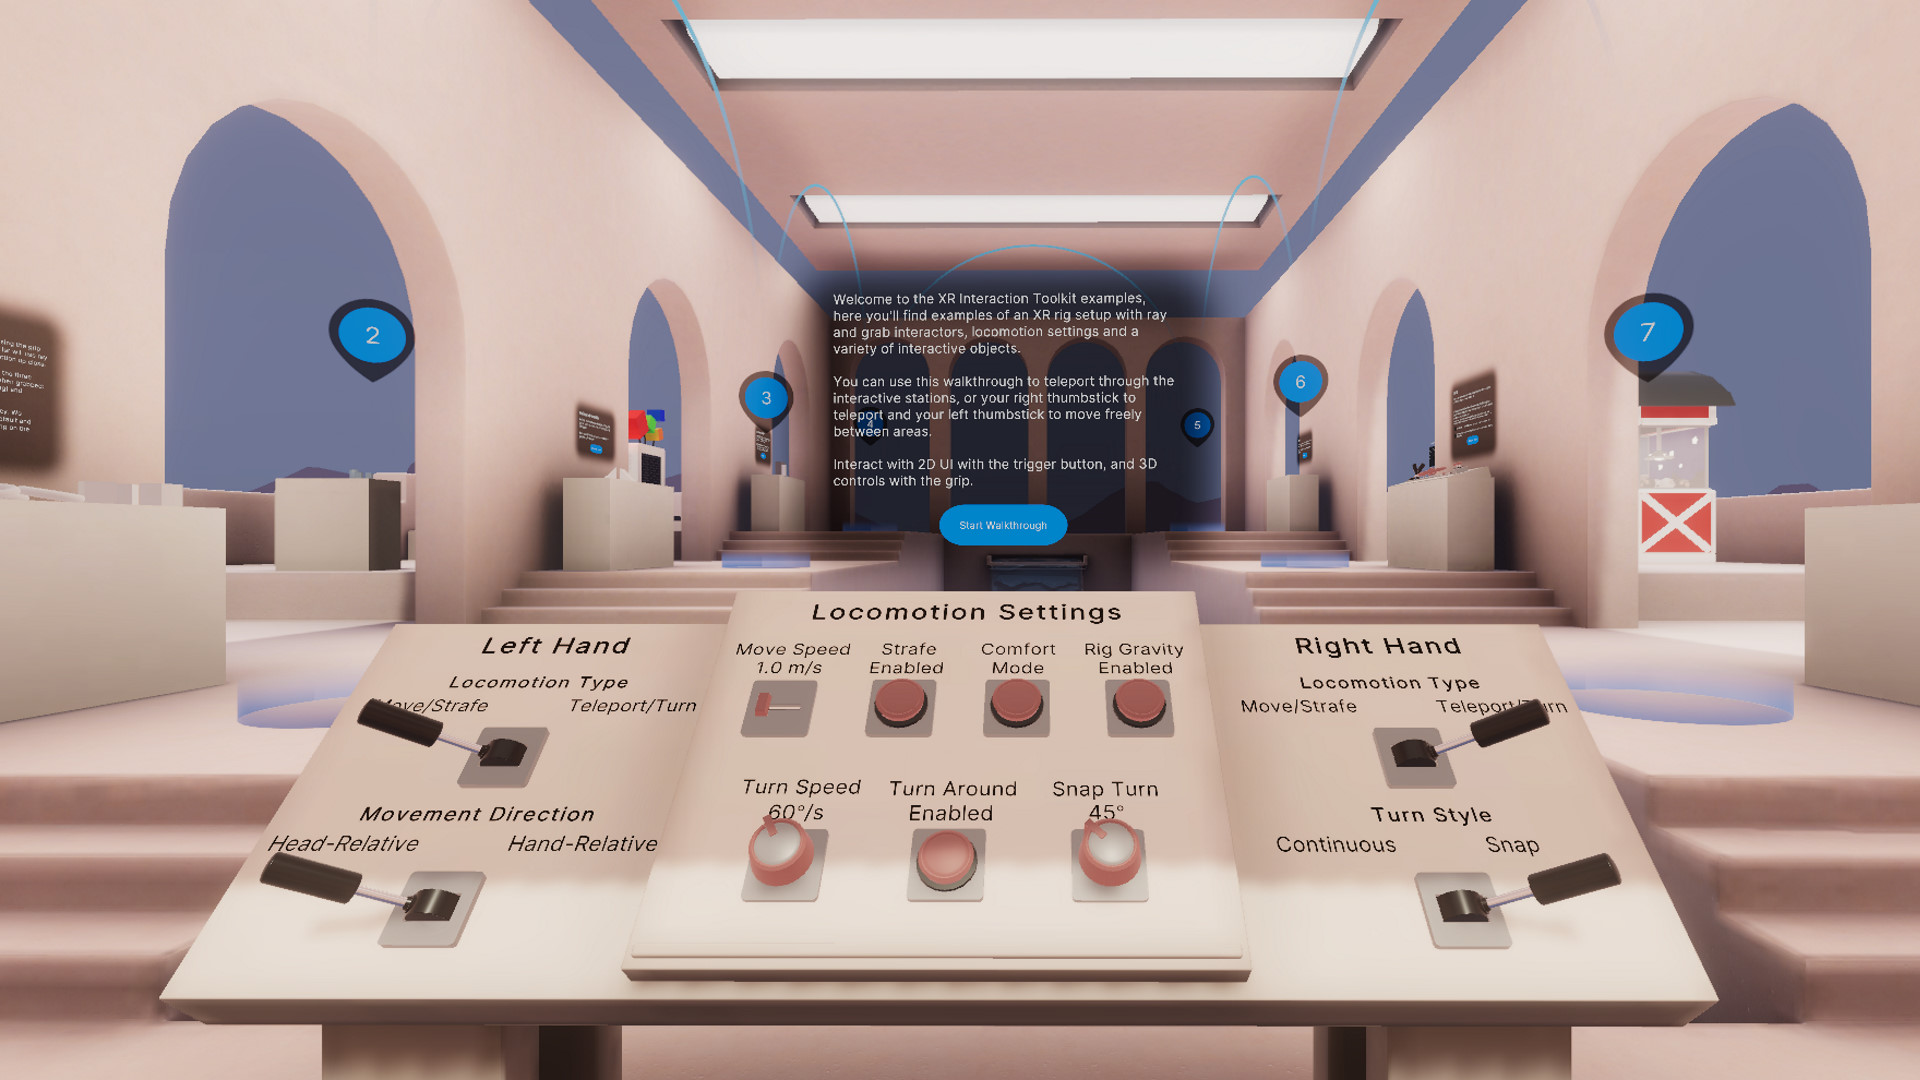 Welcome to the XR Interaction Toolkit examples,
here you'll find examples of an XR rig setup with ray
and grab interactors, locomotion settings and a
variety of interactive objects.
You can use this walkthrough to teleport through the
interactive stations, or your right thumbstick to
teleport and your left thumbstick to move freely
between areas.
Interact with 2D UI with the trigger button, and 3D
controls with the grip.
Start Walkthrough
2
3
4
5
6
7
Left Hand
Locomotion Type
Move/Strafe
Teleport/Turn
Movement Direction
Head-Relative
Hand-Relative
Locomotion Settings
Move Speed
1.0 m/s
Strafe
Enabled
Comfort
Mode
Rig Gravity
Enabled
Turn Speed
60°/s
Turn Around
Enabled
Snap Turn
45°
Right Hand
Locomotion Type
Move/Strafe
Teleport/Turn
Turn Style
Continuous
Snap